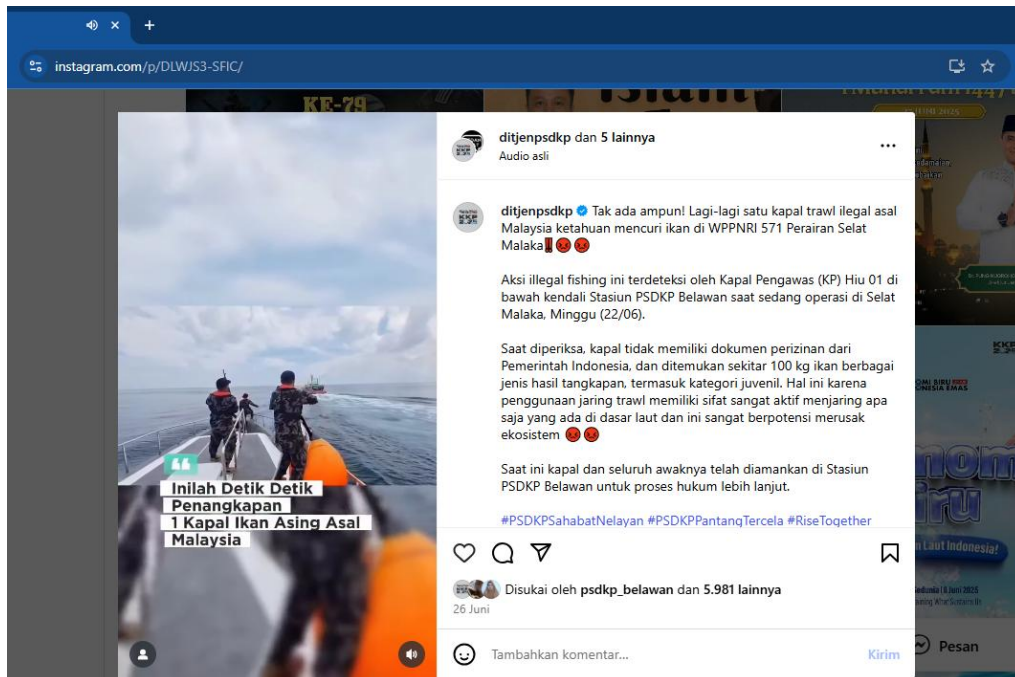 instagram.com/p/DLWJS3-SFIC/
KE-79
ditjenpsdkp dan 5 lainnya
Audio asli
ditjenpsdkp Tak ada ampun! Lagi-lagi satu kapal trawl ilegal asal
Malaysia ketahuan mencuri ikan di WPPNRI 571 Perairan Selat
Malaka‼😡😡
Aksi illegal fishing ini terdeteksi oleh Kapal Pengawas (KP) Hiu 01 di
bawah kendali Stasiun PSDKP Belawan saat sedang operasi di Selat
Malaka, Minggu (22/06).
Saat diperiksa, kapal tidak memiliki dokumen perizinan dari
Pemerintah Indonesia, dan ditemukan sekitar 100 kg ikan berbagai
jenis hasil tangkapan, termasuk kategori juvenil. Hal ini karena
penggunaan jaring trawl memiliki sifat sangat aktif menjaring apa
saja yang ada di dasar laut dan ini sangat berpotensi merusak
ekosistem 😡😡
Saat ini kapal dan seluruh awaknya telah diamankan di Stasiun
PSDKP Belawan untuk proses hukum lebih lanjut.
#PSDKPSahabatNelayan #PSDKPPantangTercela #RiseTogether
Inilah Detik Detik
Penangkapan
1 Kapal Ikan Asing Asal
Malaysia
Disukai oleh psdkp_belawan dan 5.981 lainnya
26 Juni
Tambahkan komentar...
Kirim
Pesan